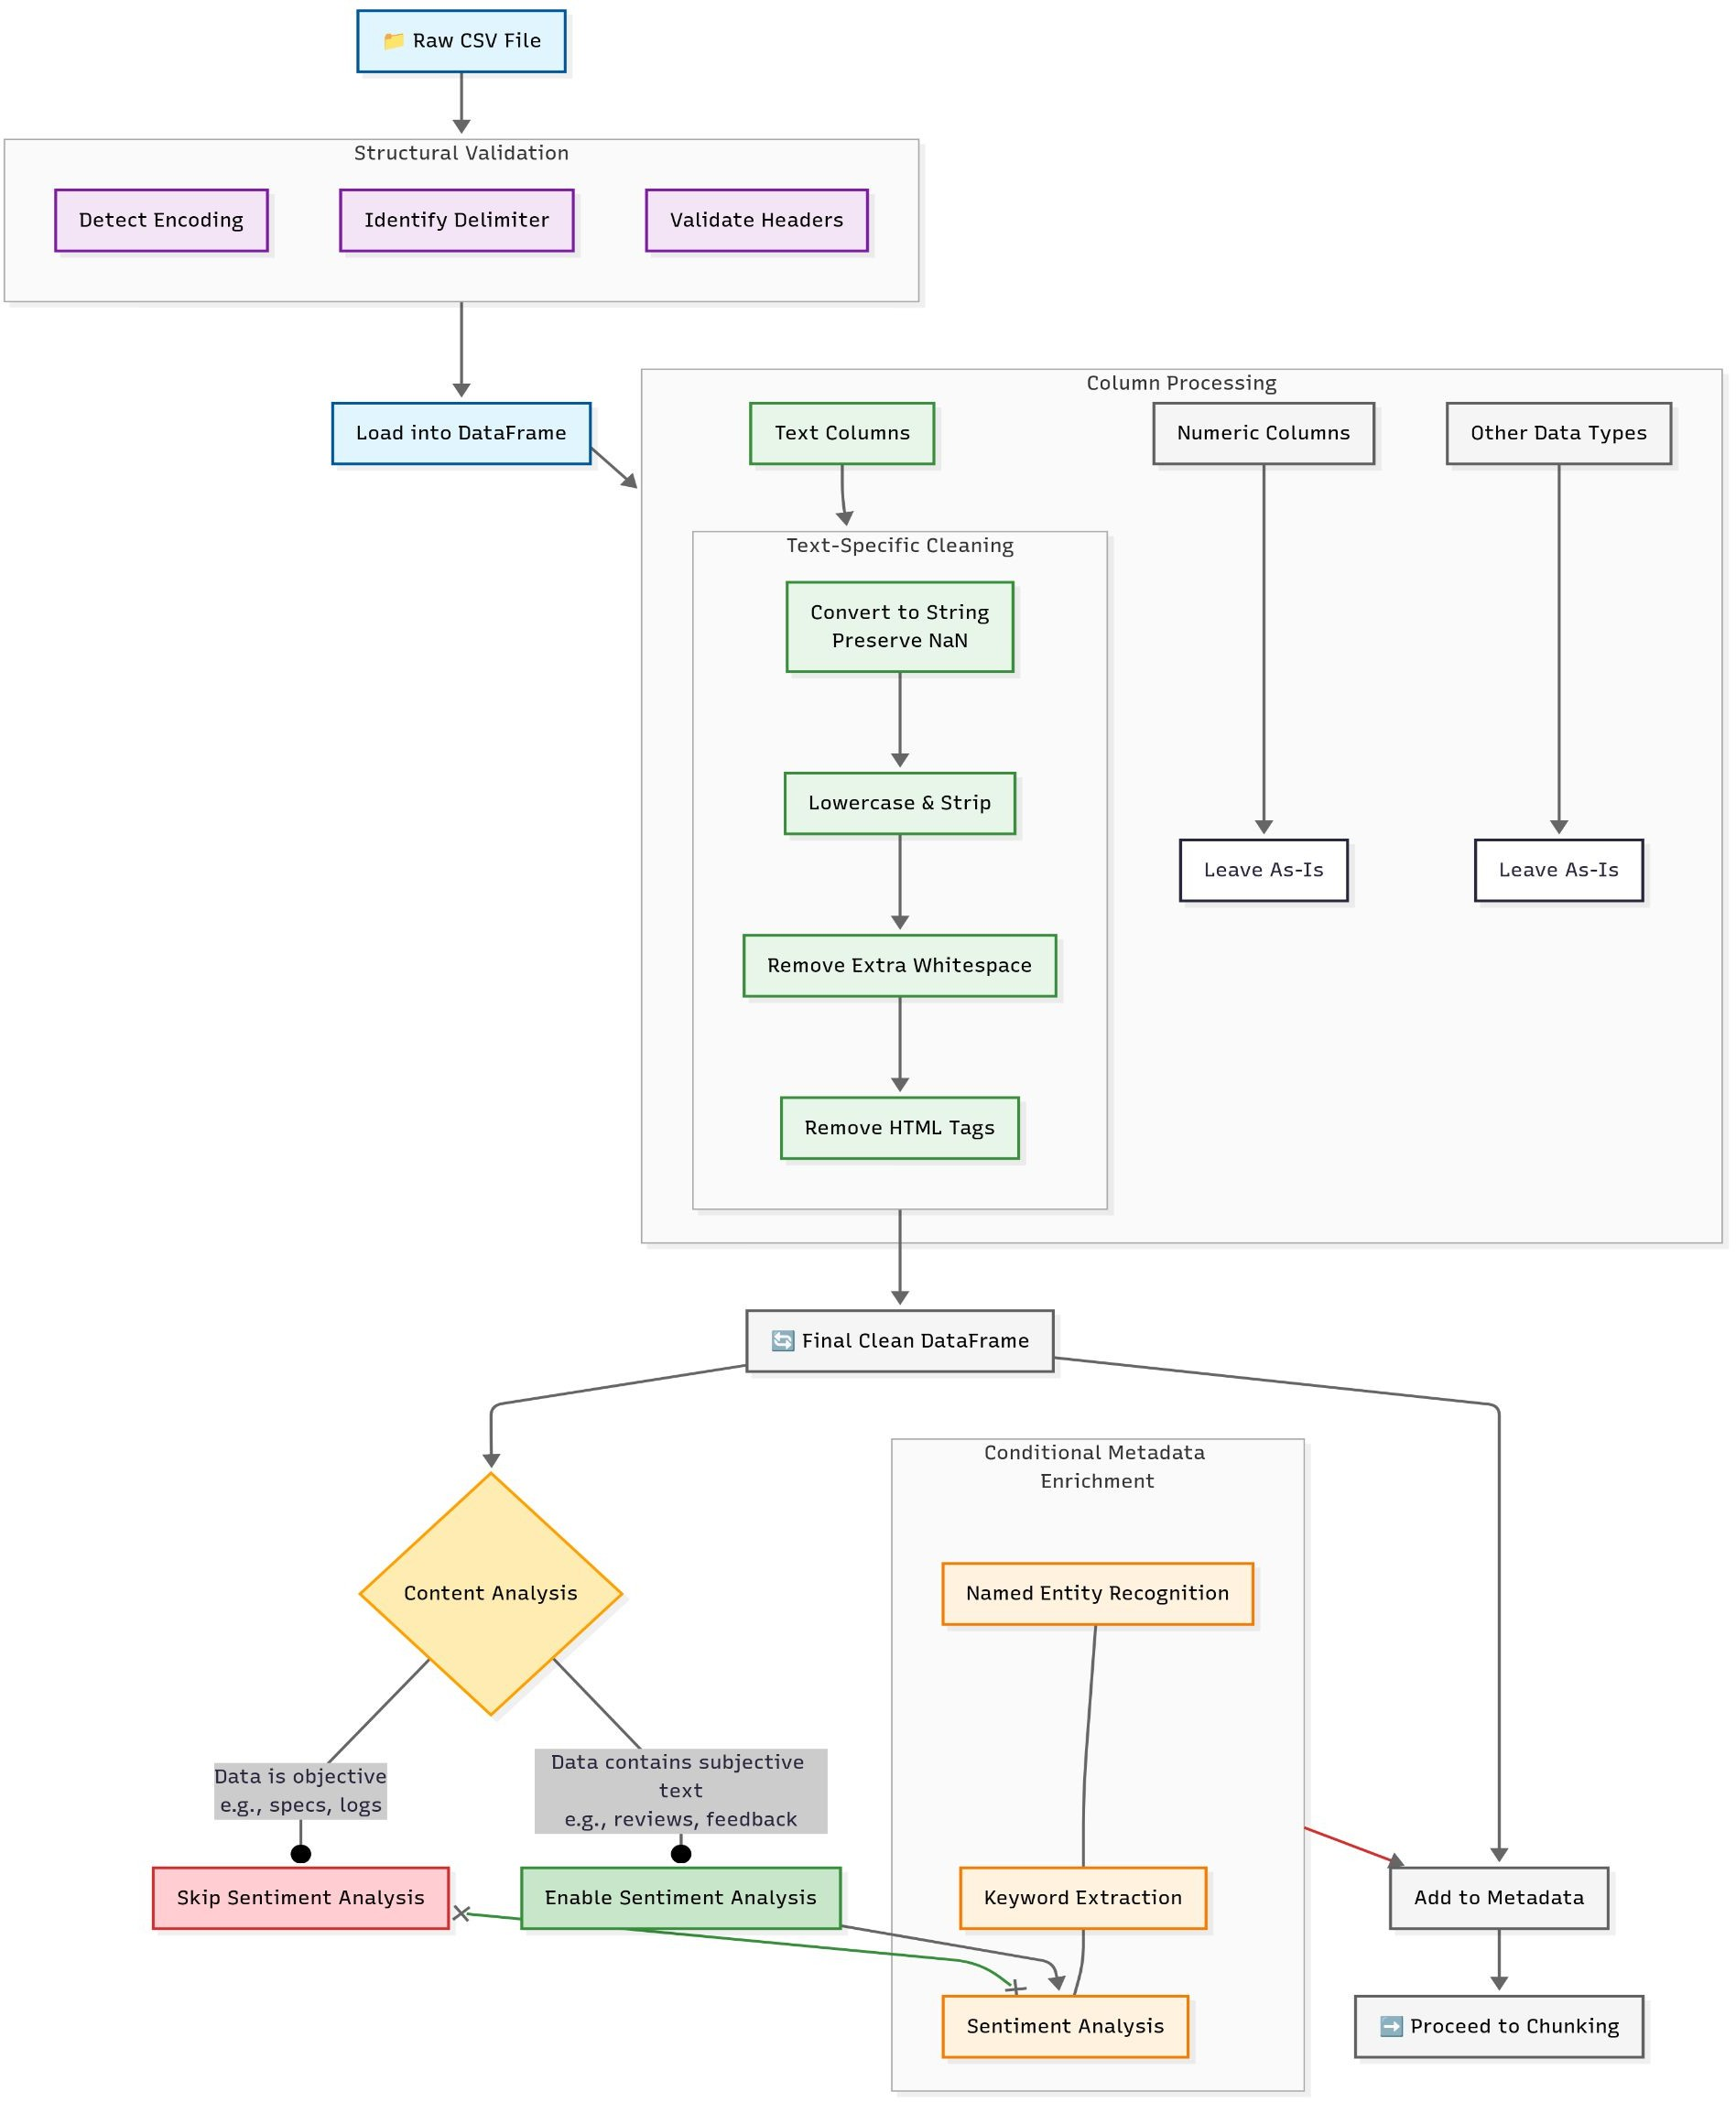 📁 Raw CSV File
Structural Validation
Detect Encoding
Identify Delimiter
Validate Headers
Load into DataFrame
Column Processing
Text Columns
Numeric Columns
Other Data Types
Text-Specific Cleaning
Convert to String
Preserve NaN
Lowercase & Strip
Leave As-Is
Leave As-Is
Remove Extra Whitespace
Remove HTML Tags
🔄 Final Clean DataFrame
Conditional Metadata
Enrichment
Content Analysis
Named Entity Recognition
Data is objective
e.g., specs, logs
Data contains subjective
text
e.g., reviews, feedback
Skip Sentiment Analysis
Enable Sentiment Analysis
Keyword Extraction
Add to Metadata
Sentiment Analysis
➡️ Proceed to Chunking